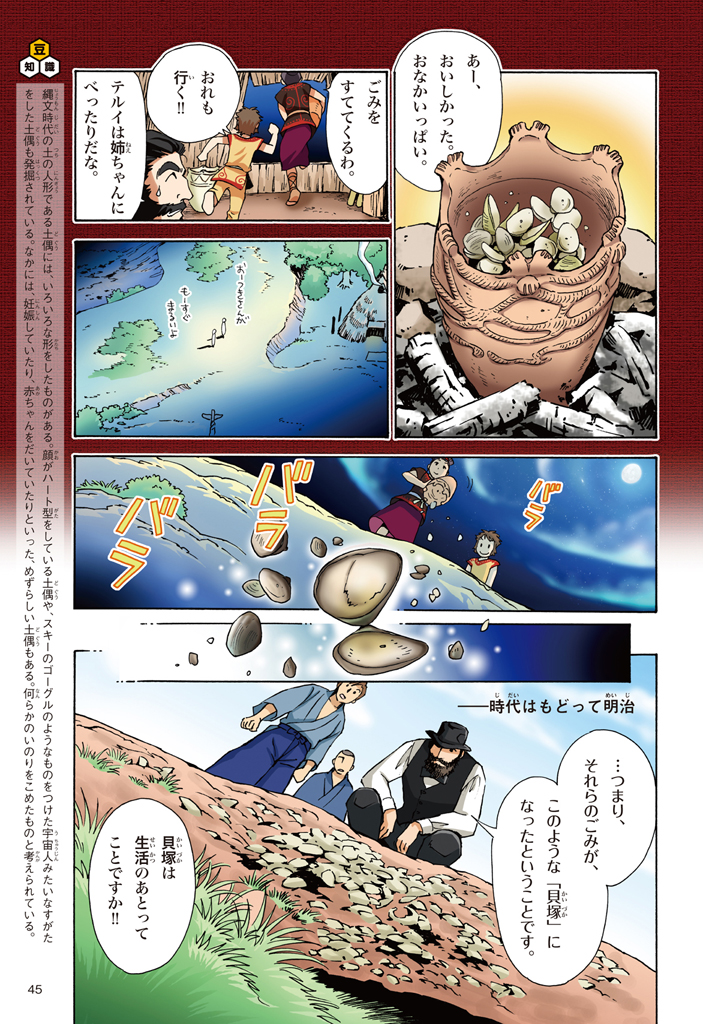 あー、
おいしかった。
おなかいっぱい。
ごみを
すててくるわ。
おれも
行く!!
テルイは姉ちゃんに
べったりだな。
おーつきさんが
もーすぐ
まるいよ
バラ
バラ
バラ
──時代はもどって明治
…つまり、
それらのごみが、
このような「貝塚」に
なったということです。
貝塚は
生活のあとって
ことですか!!
豆
知識
縄文時代の土の人形である土偶には、いろいろな形をしたものがある。顔がハート型をしている土偶や、スキーのゴーグルのようなものをつけた宇宙人みたいなすがた
をした土偶も発掘されている。なかには、妊娠していたり、赤ちゃんをだいていたりといった、めずらしい土偶もある。何らかのいのりをこめたものと考えられている。
45